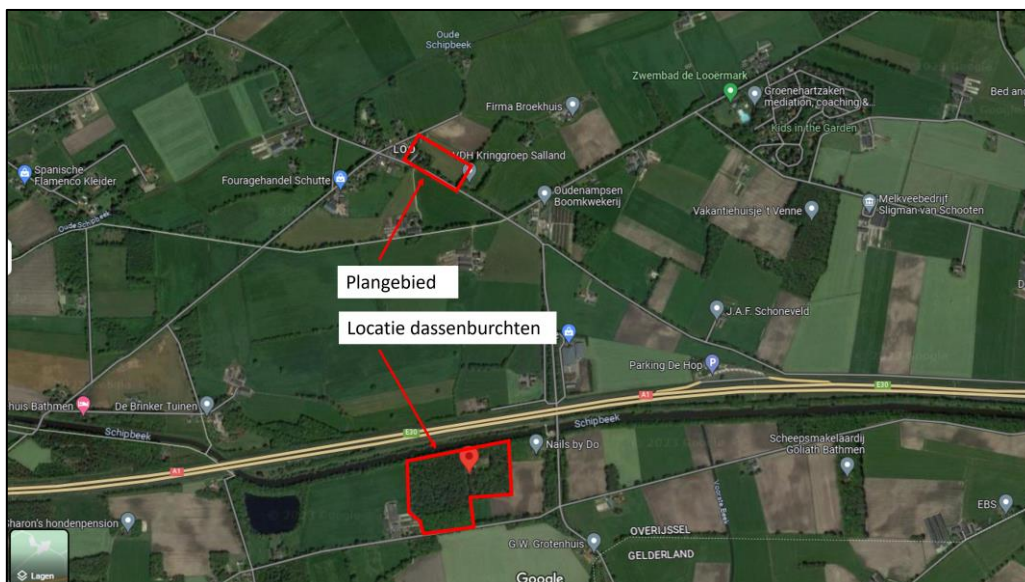 Oude
Schipbeek
Zwembad de Looërmark
Groenehartzaken
mediation, coaching &
Bed and
Firma Broekhuis
Kids in the Garden
LOO
VDH Kringgroep Salland
Spanische
Flamenco Kleider
Fouragehandel Schutte
Oudenampsen
Boomkwekerij
Vakantiehuisje 't Venne
Melkveebedrijf
Sligman van Schooten
Oude Schipbeek
Plangebied
Locatie dassenburchten
J.A.F. Schoneveld
Parking De Hop
P
A1
E30
huis Bathmen
De Brinker Tuinen
Schipbeek
E30
Schipbeek
A1
Nails by Do
Scheepsmakelaardij
Goliath Bathmen
Sharon's hondenpension
EBS
OVERIJSSEL
GELDERLAND
G.W. Grotenhuis
Lagen
Google